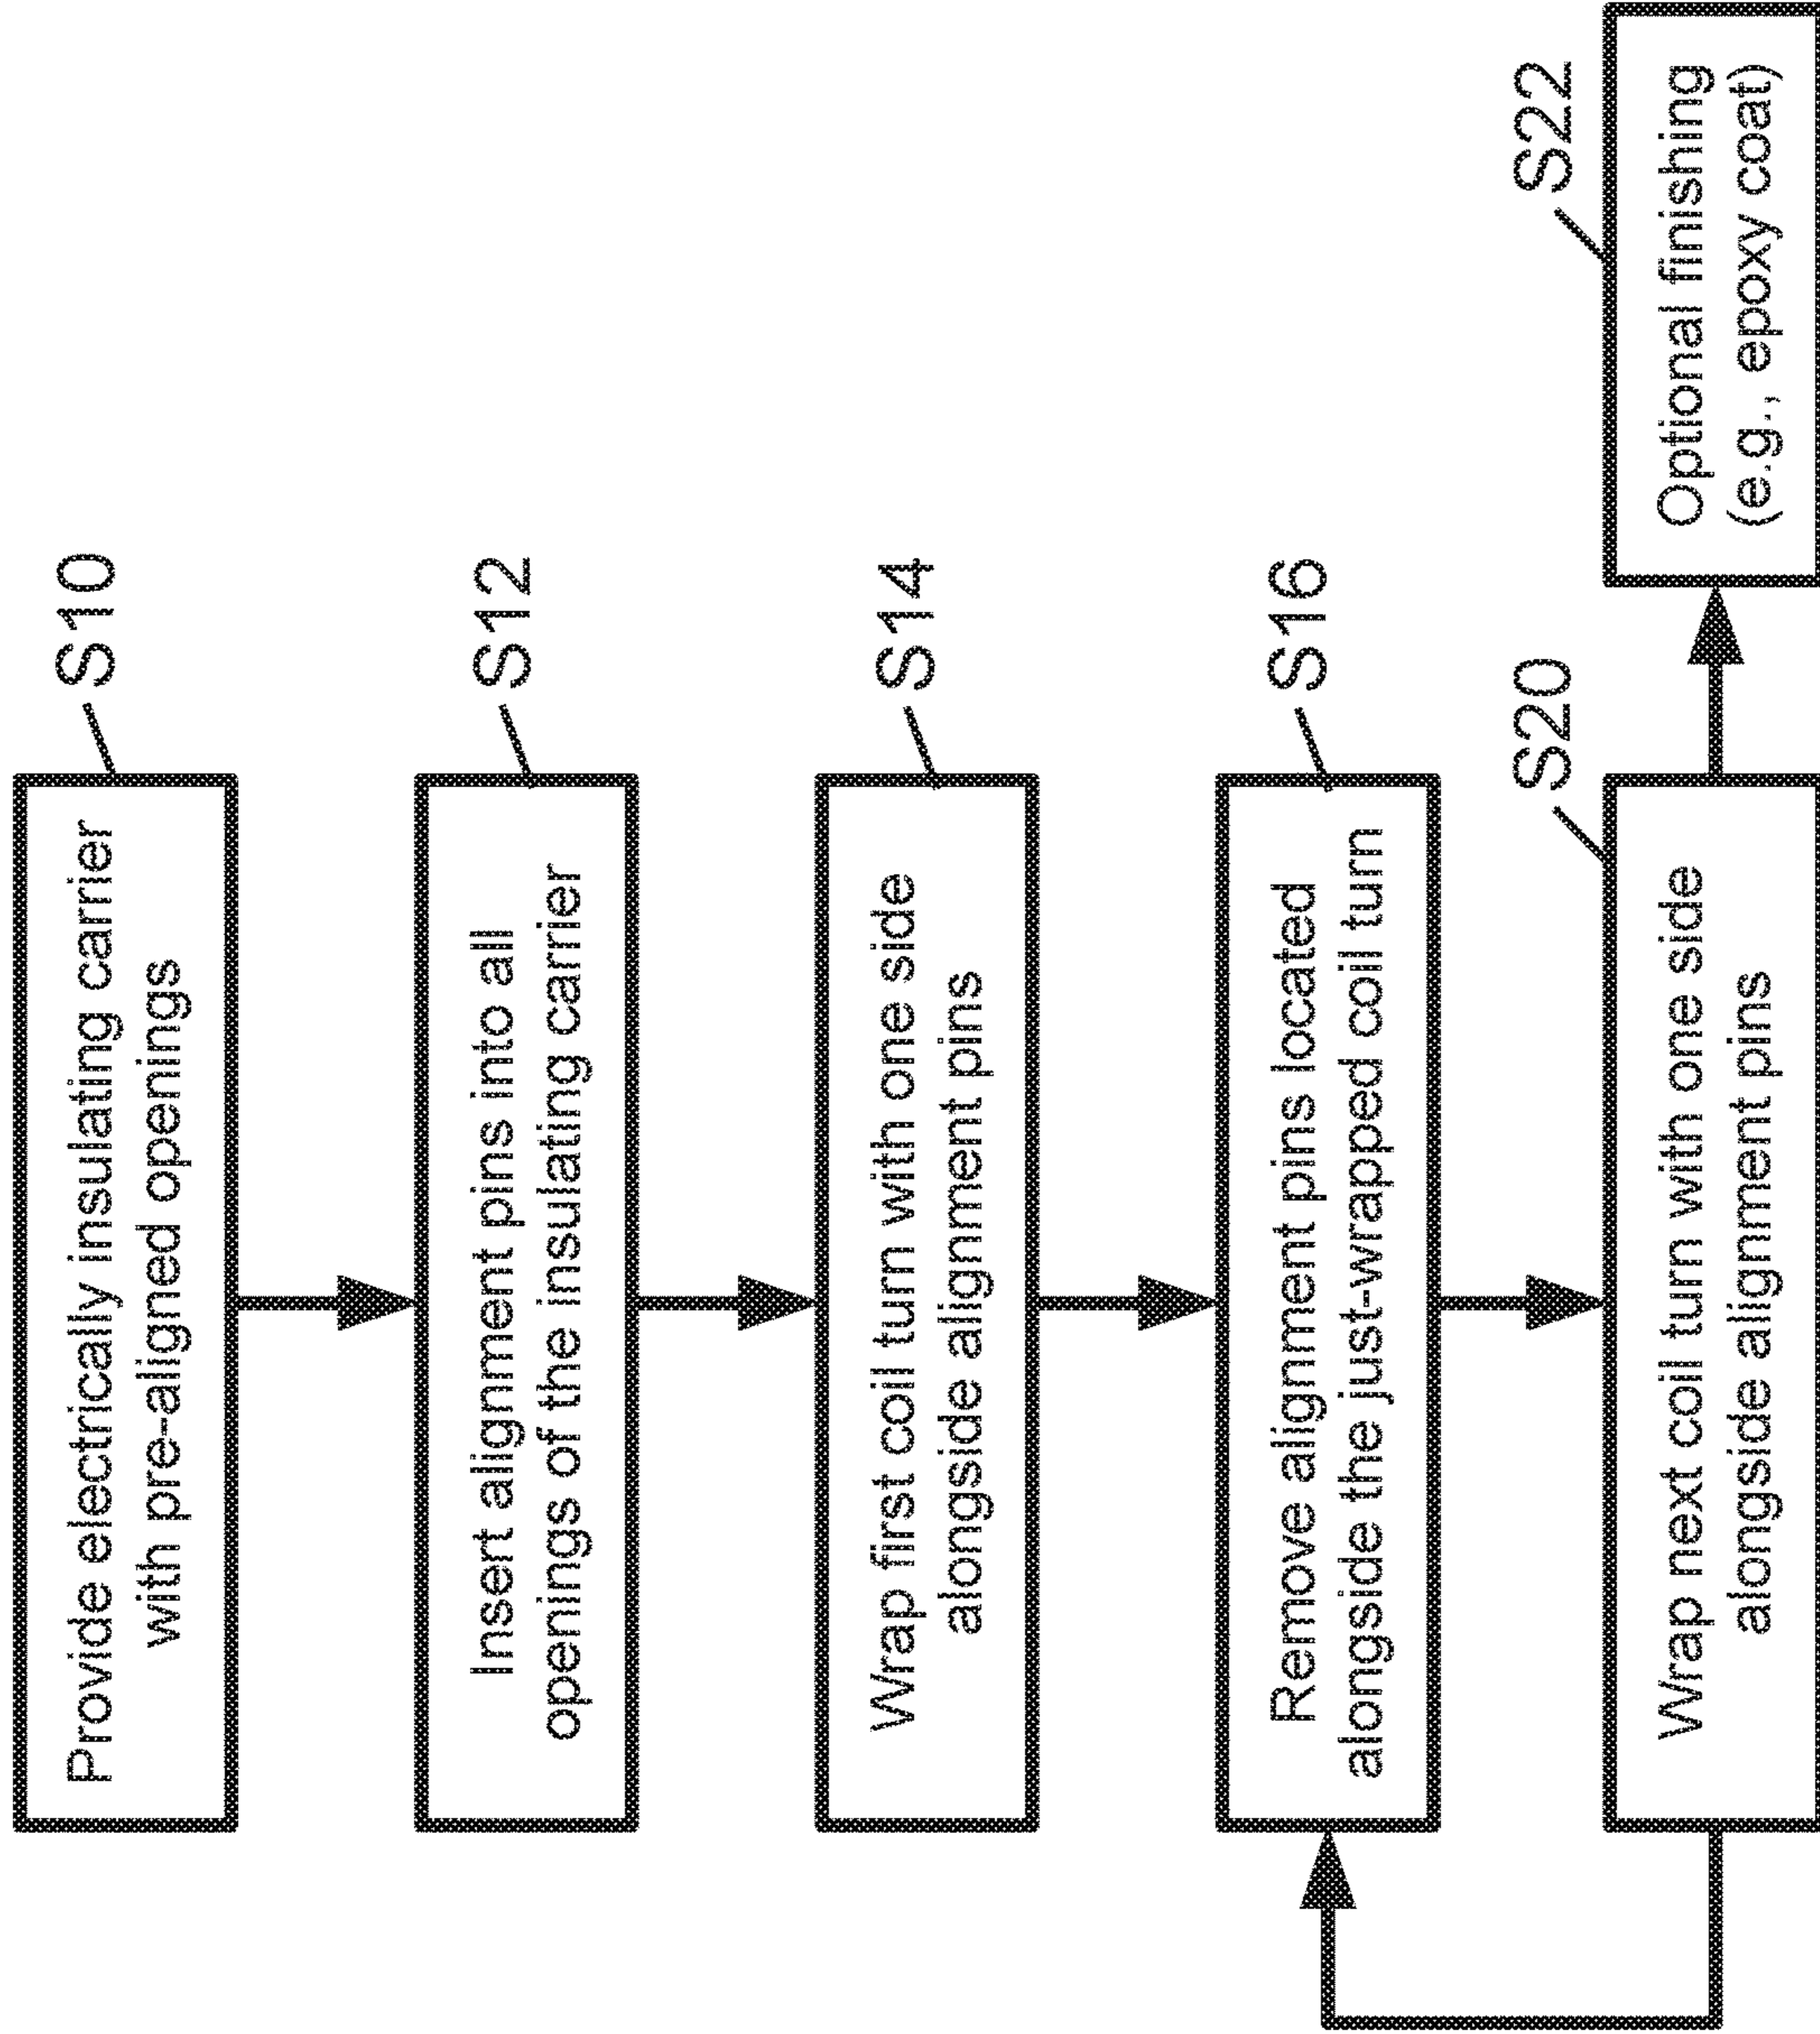 Provide electrically insulating carrier
with pre-aligned openings
S10
Insert alignment pins into all
openings of the insulating carrier
S12
Wrap first coil turn with one side
alongside alignment pins
S14
Remove alignment pins located
alongside the just-wrapped coil turn
S16
Wrap next coil turn with one side
alongside alignment pins
S20
Optional finishing
(e.g., epoxy coat)
S22